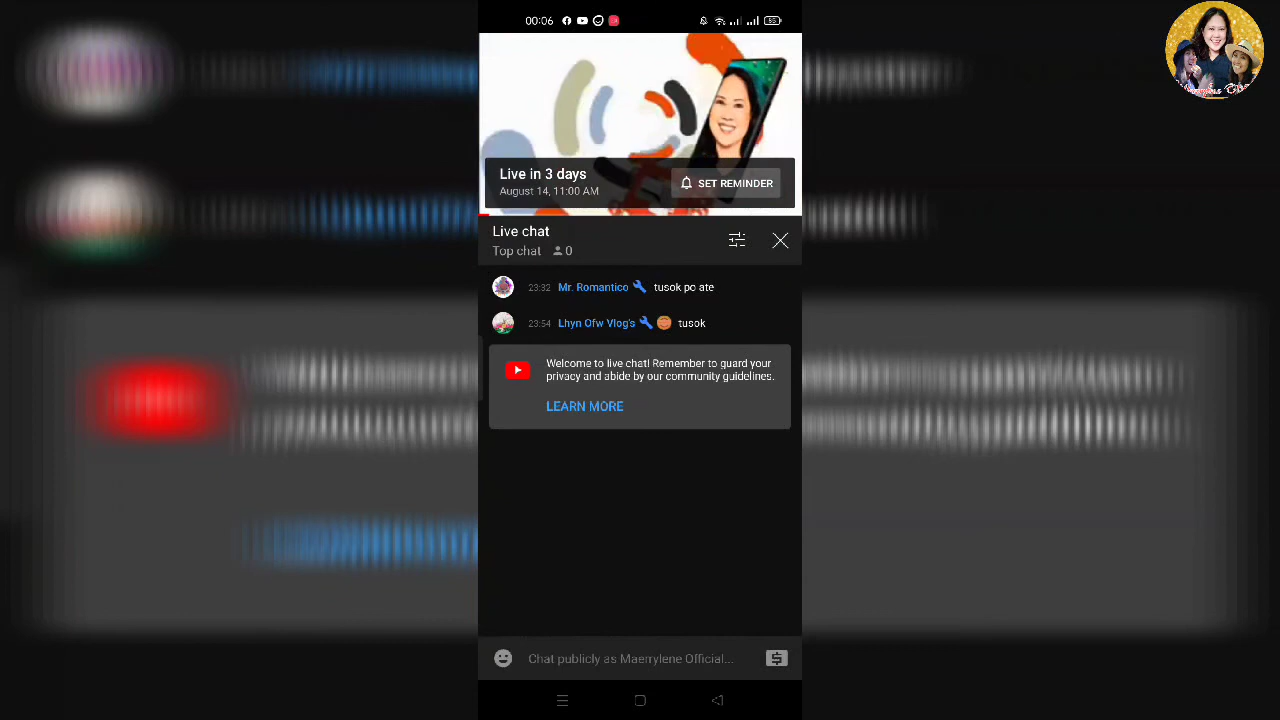 00:06
85
Live in 3 days
August 14, 11:00 AM
SET REMINDER
Live chat
Top chat 0
23:32 Mr. Romantico tusok po ate
23:54 Lhyn Ofw Vlog's tusok
Welcome to live chat! Remember to guard your
privacy and abide by our community guidelines.
LEARN MORE
Chat publicly as Maerrylene Official...